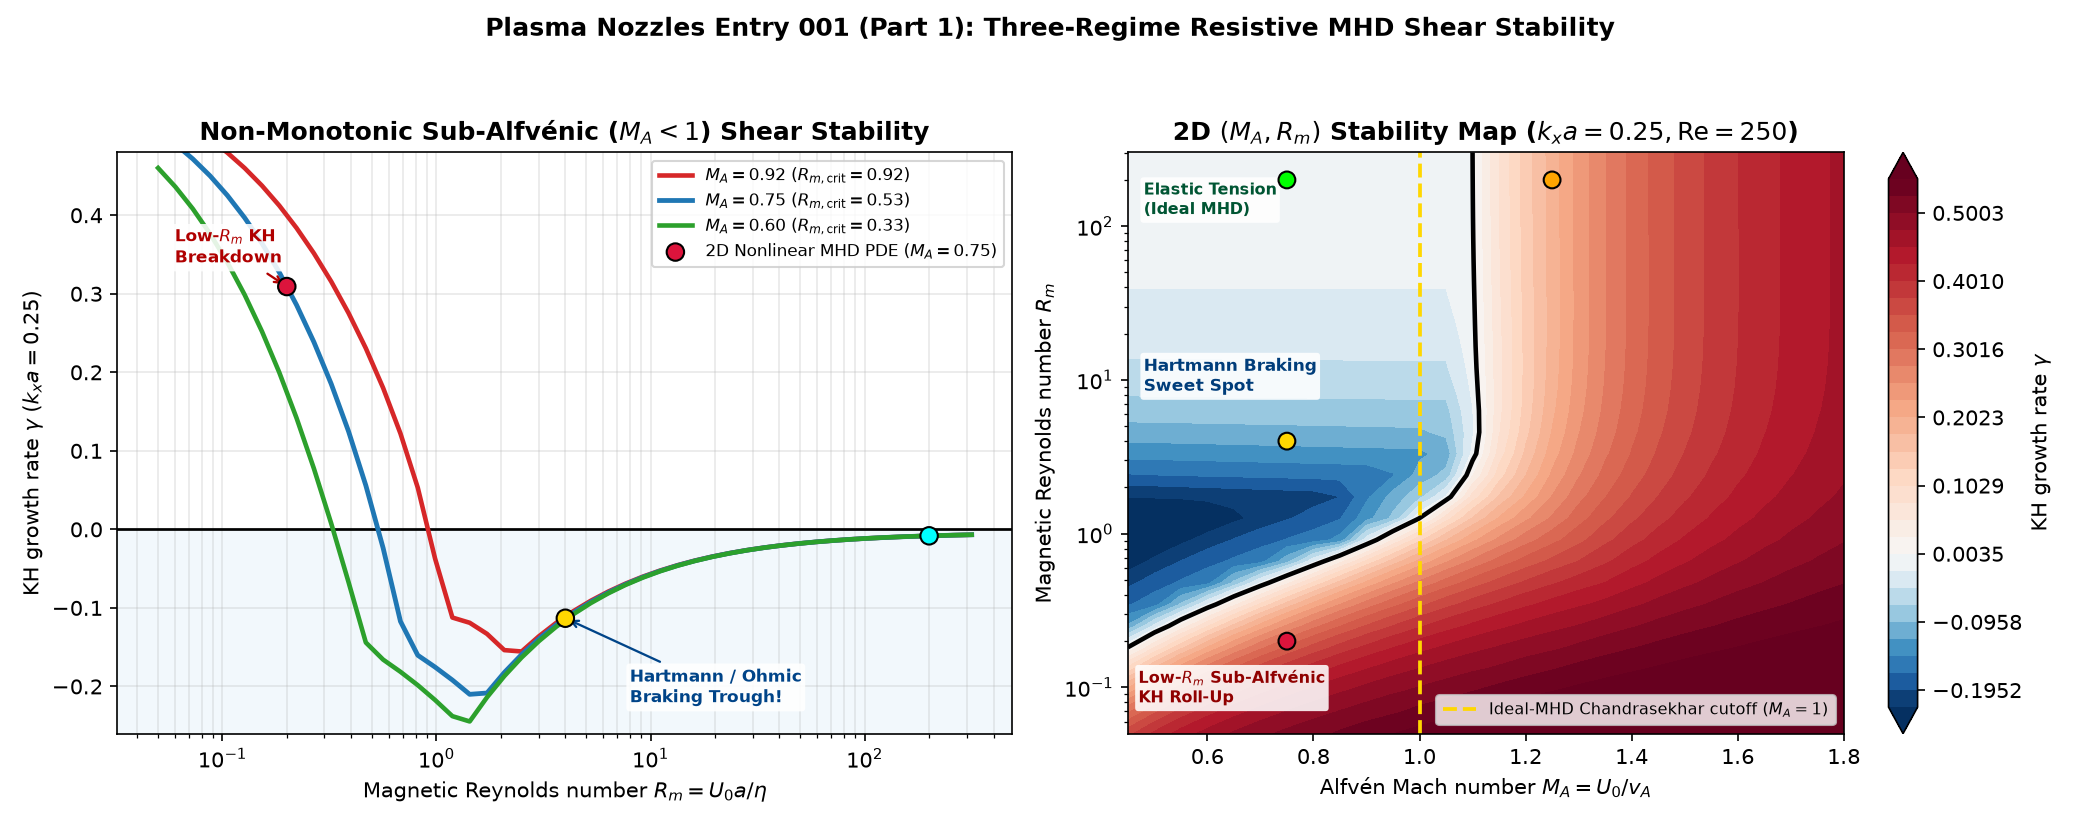 Plasma Nozzles Entry 001 (Part 1): Three-Regime Resistive MHD Shear Stability
Non-Monotonic Sub-Alfvénic (M_A < 1) Shear Stability
KH growth rate γ (k_x a = 0.25)
0.4
0.3
0.2
0.1
0.0
−0.1
−0.2
Low-R_m KH
Breakdown
M_A = 0.92 (R_m,crit = 0.92)
M_A = 0.75 (R_m,crit = 0.53)
M_A = 0.60 (R_m,crit = 0.33)
2D Nonlinear MHD PDE (M_A = 0.75)
Hartmann / Ohmic
Braking Trough!
10^−1
10^0
10^1
10^2
Magnetic Reynolds number R_m = U_0 a/η
2D (M_A, R_m) Stability Map (k_x a = 0.25, Re = 250)
Magnetic Reynolds number R_m
10^2
10^1
10^0
10^−1
Elastic Tension
(Ideal MHD)
Hartmann Braking
Sweet Spot
Low-R_m Sub-Alfvénic
KH Roll-Up
Ideal-MHD Chandrasekhar cutoff (M_A = 1)
0.6
0.8
1.0
1.2
1.4
1.6
1.8
Alfvén Mach number M_A = U_0/v_A
0.5003
0.4010
0.3016
0.2023
0.1029
0.0035
−0.0958
−0.1952
KH growth rate γ